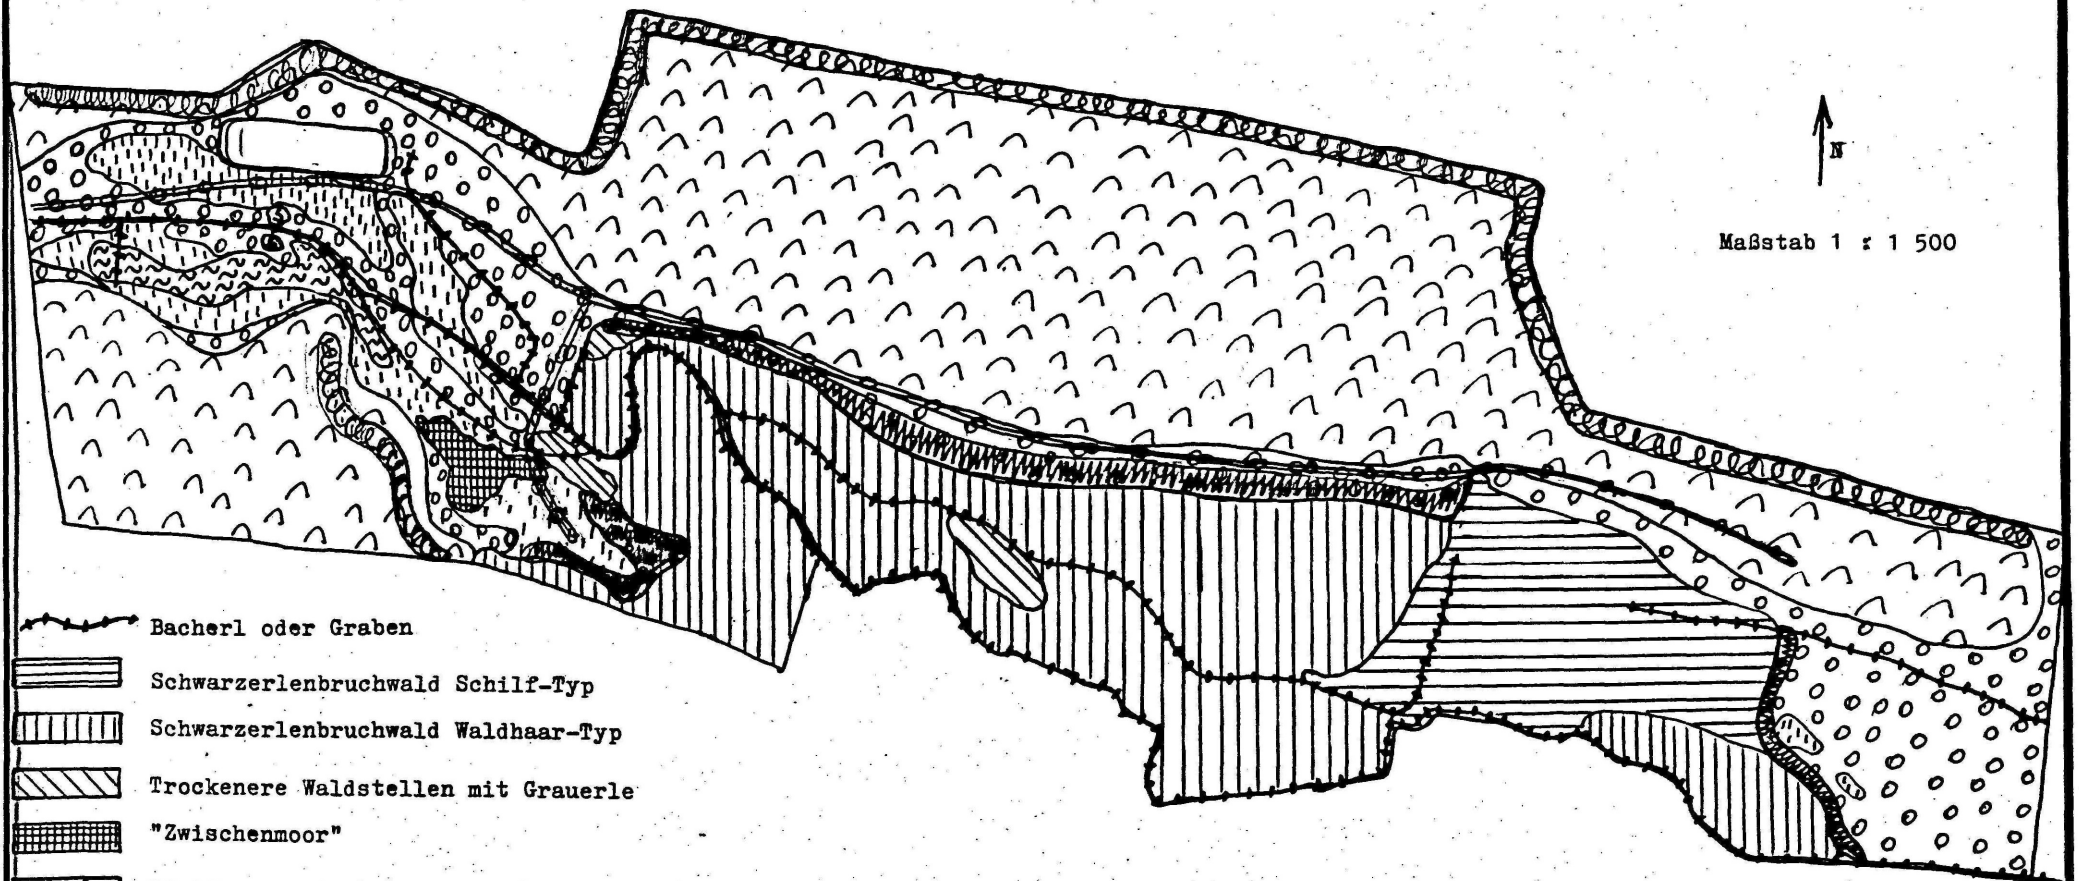 N
Maßstab 1 : 1 500
Bacherl oder Graben
Schwarzerlenbruchwald Schilf-Typ
Schwarzerlenbruchwald Waldhaar-Typ
Trockenere Waldstellen mit Grauerle
"Zwischenmoor"